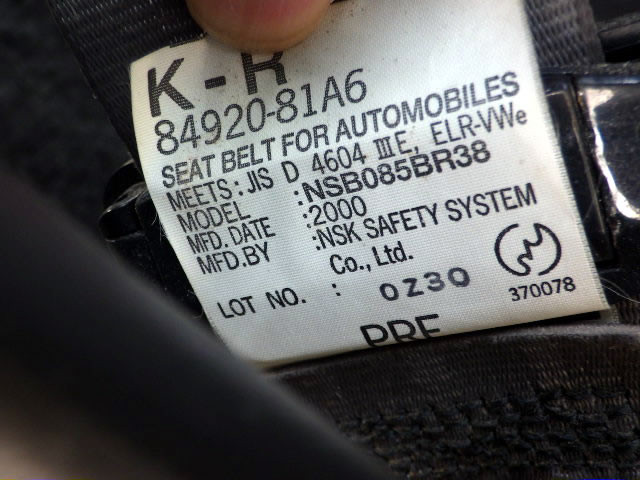 K-R
84920-81A6
SEAT BELT FOR AUTOMOBILES
MEETS: JIS D 4604 III E, ELR-VWe
MODEL :NSB085BR38
MFD. DATE :2000
MFD.BY :NSK SAFETY SYSTEM
Co., Ltd.
LOT NO. : 0Z30
370078
PRE